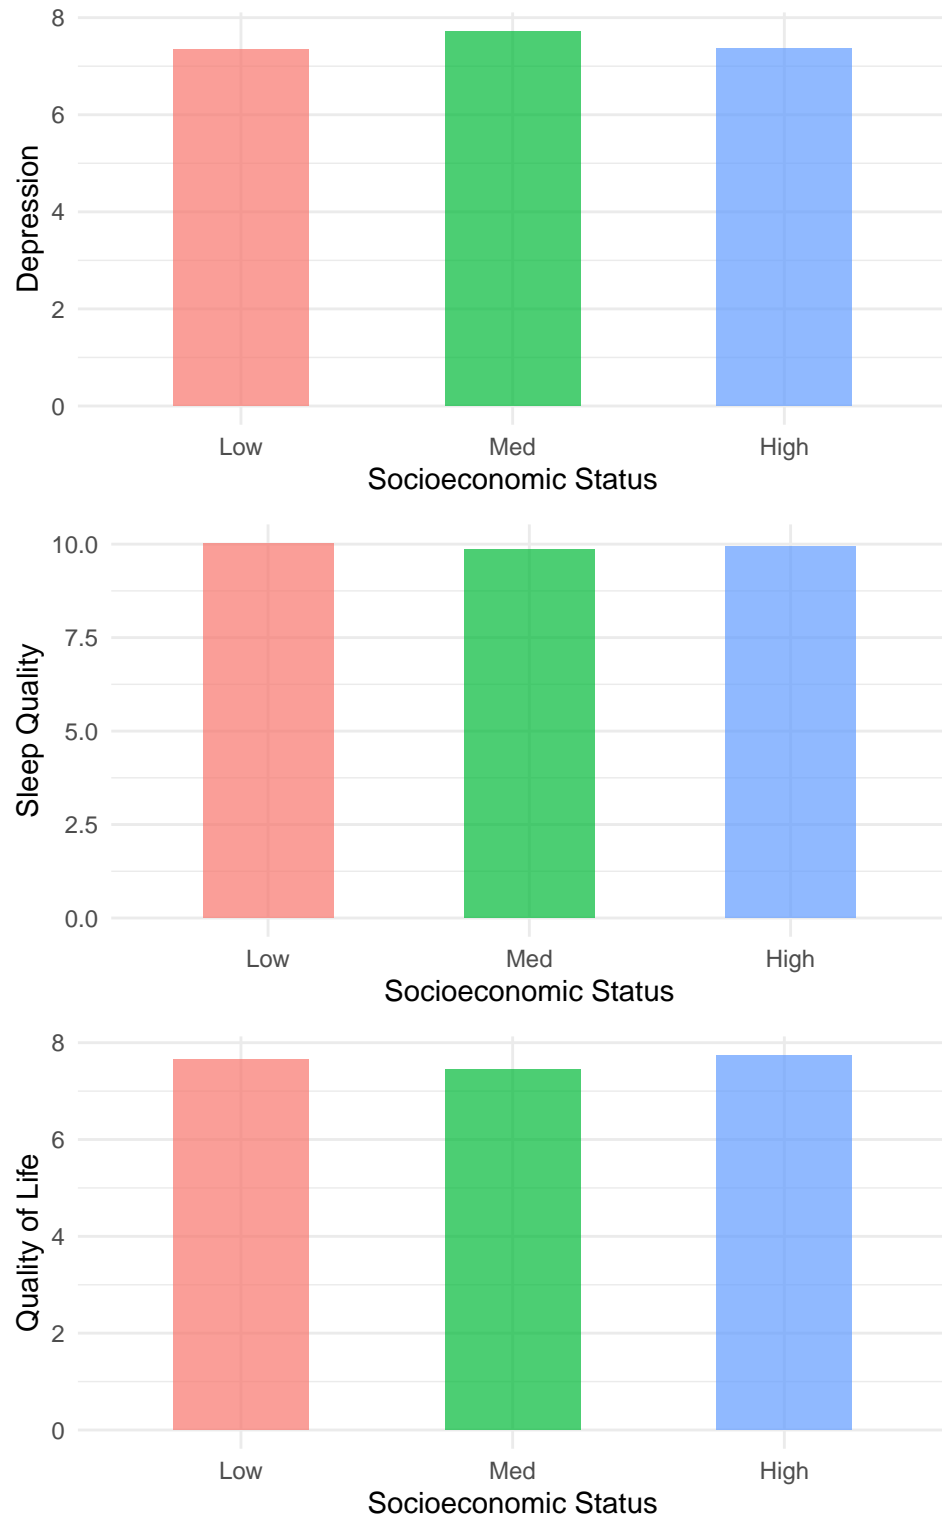 8
6
4
2
0
Depression
Low Med High
Socioeconomic Status
10.0
7.5
5.0
2.5
0.0
Sleep Quality
Low Med High
Socioeconomic Status
8
6
4
2
0
Quality of Life
Low Med High
Socioeconomic Status